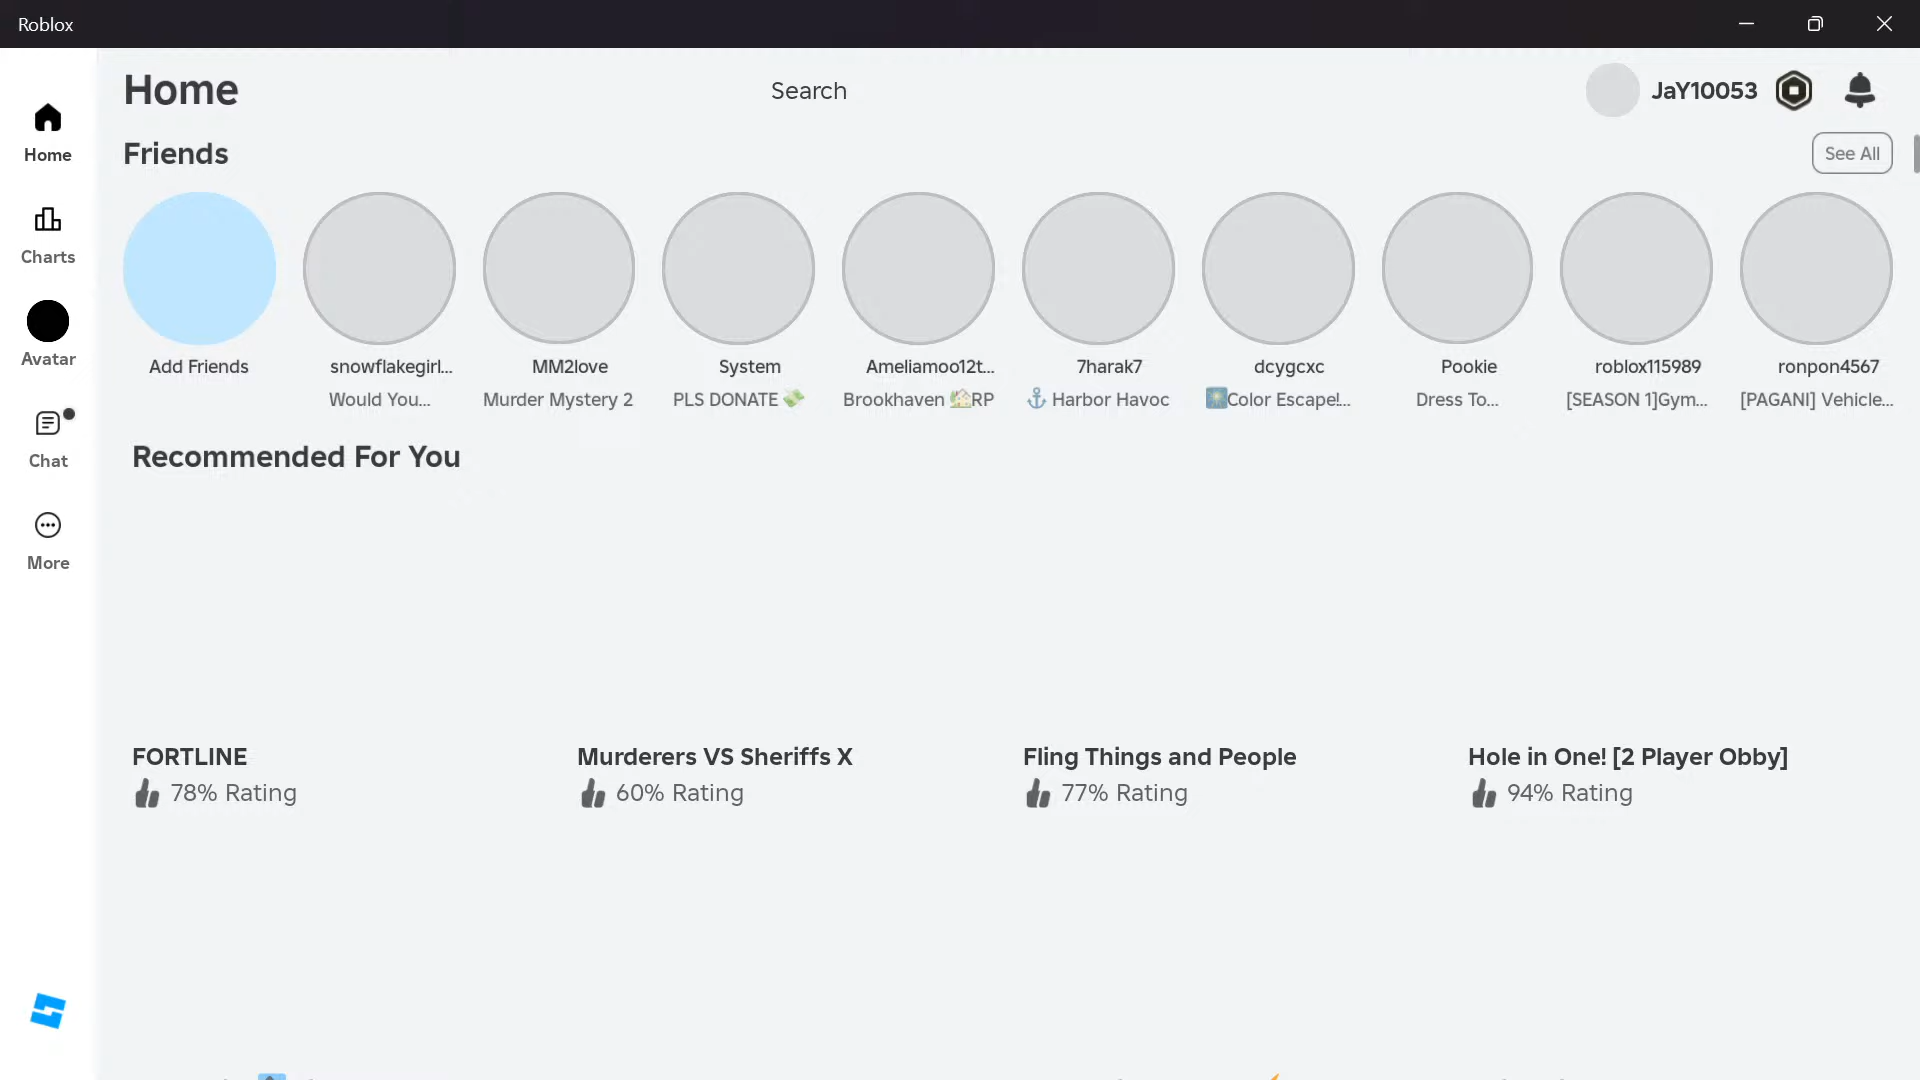 Roblox
Home
Search
JaY10053
Friends
See All
Home
Charts
Avatar
Chat
More
Add Friends
snowflakegirl...
MM2love
System
Ameliamoo12t...
7harak7
dcygcxc
Pookie
roblox115989
ronpon4567
Would You...
Murder Mystery 2
PLS DONATE 💸
Brookhaven 🏡RP
⚓ Harbor Havoc
🎆Color Escape!...
Dress To...
[SEASON 1]Gym...
[PAGANI] Vehicle...
Recommended For You
FORTLINE
Murderers VS Sheriffs X
Fling Things and People
Hole in One! [2 Player Obby]
78% Rating
60% Rating
77% Rating
94% Rating